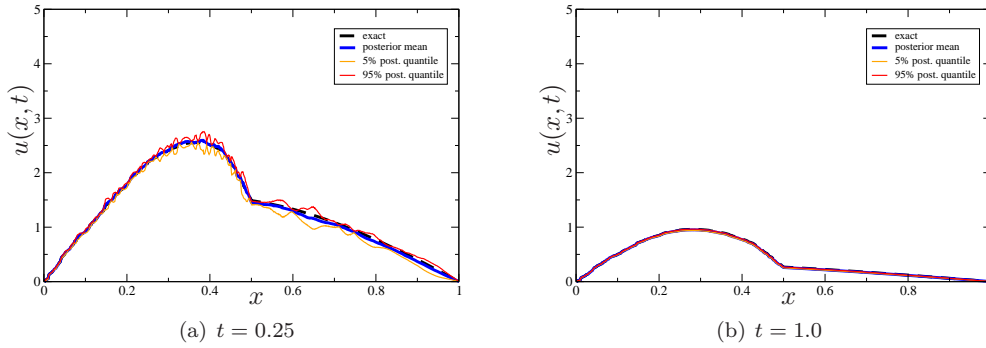 5
4
3
2
1
0
0
0.2
0.4
0.6
0.8
1
u(x, t)
x
exact
posterior mean
5% post. quantile
95% post. quantile
(a) t = 0.25
5
4
3
2
1
0
0
0.2
0.4
0.6
0.8
u(x, t)
x
exact
posterior mean
5% post. quantile
95% post. quantile
(b) t = 1.0